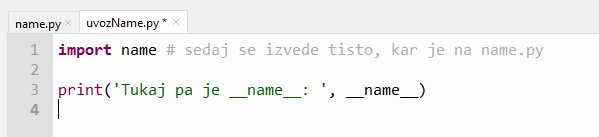 name.py × uvozName.py * ×
1 import name # sedaj se izvede tisto, kar je na name.py
2
3 print('Tukaj pa je __name__: ', __name__)
4